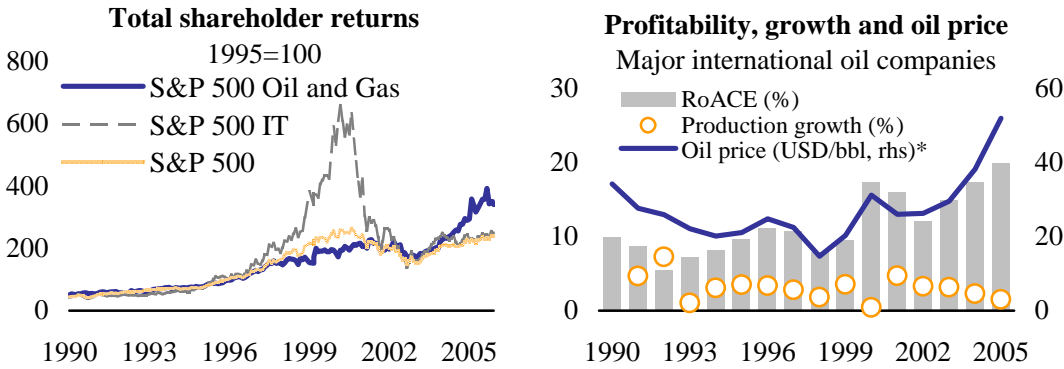 Total shareholder returns
1995=100
800
600
400
200
0
S&P 500 Oil and Gas
S&P 500 IT
S&P 500
1990 1993 1996 1999 2002 2005
Profitability, growth and oil price
Major international oil companies
30
20
10
0
RoACE (%)
Production growth (%)
Oil price (USD/bbl, rhs)*
60
40
20
0
1990 1993 1996 1999 2002 2005